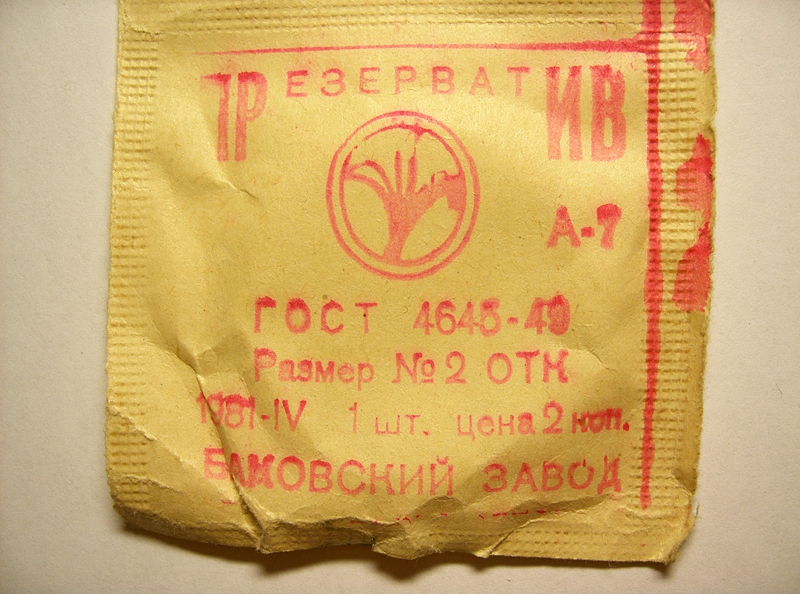 ПРЕЗЕРВАТИВ
А-7
ГОСТ 4645-49
Размер №2 ОТК
1981-IV 1 шт. цена 2 коп.
БАКОВСКИЙ ЗАВОД